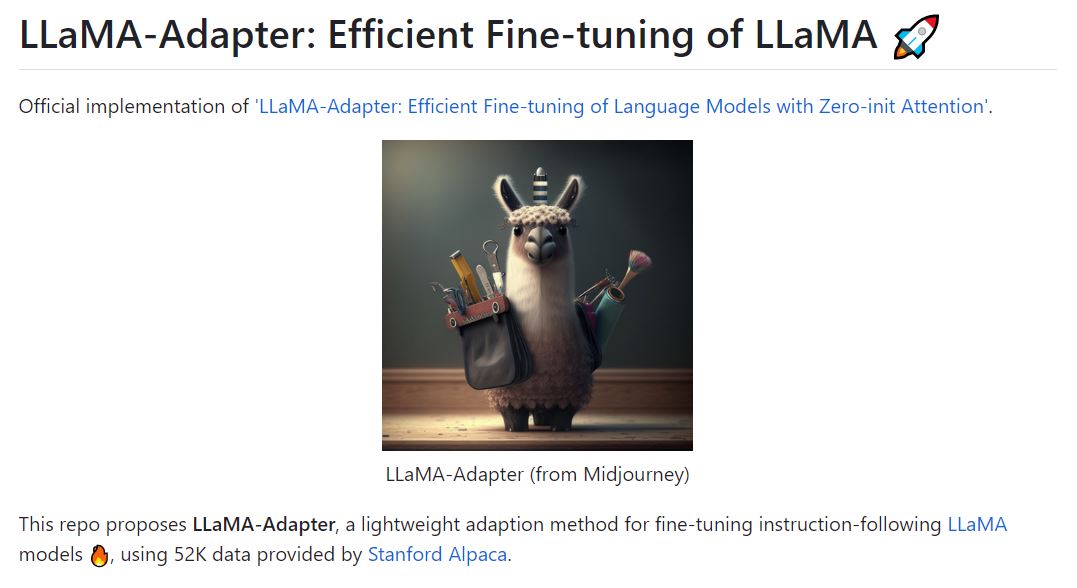 LLaMA-Adapter: Efficient Fine-tuning of LLaMA 🚀
Official implementation of 'LLaMA-Adapter: Efficient Fine-tuning of Language Models with Zero-init Attention'.
LLaMA-Adapter (from Midjourney)
This repo proposes LLaMA-Adapter, a lightweight adaption method for fine-tuning instruction-following LLaMA
models 🔥, using 52K data provided by Stanford Alpaca.